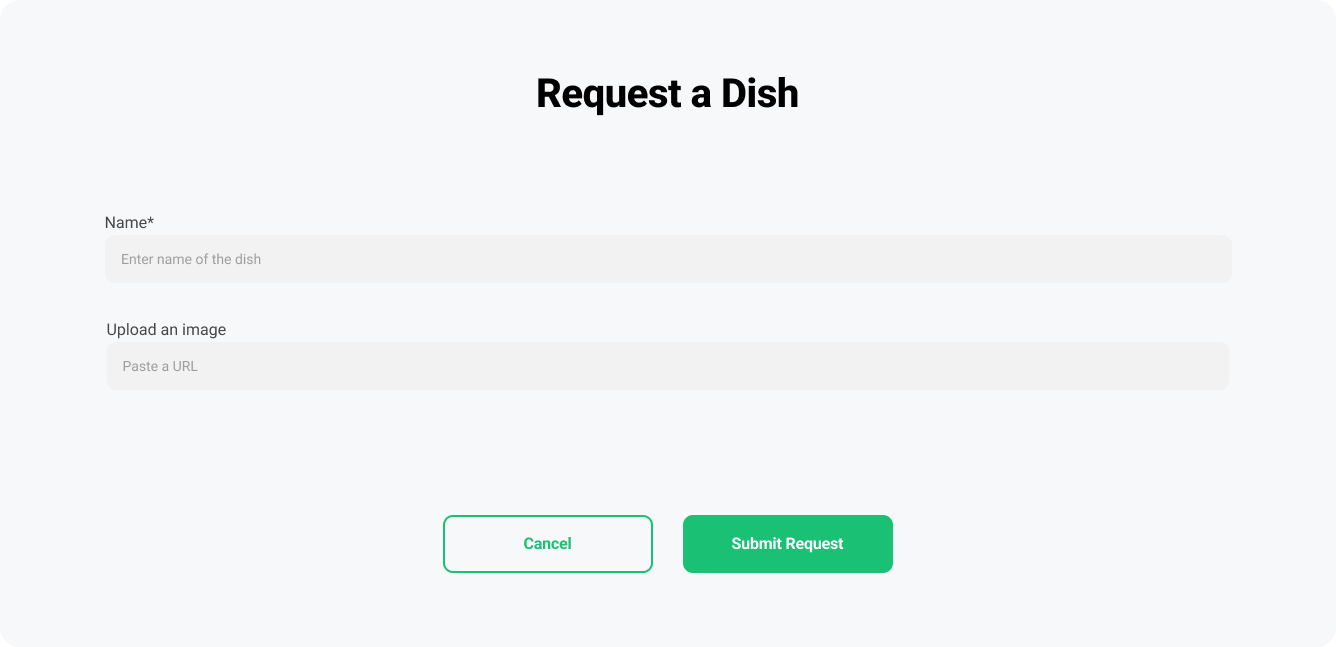 Request a Dish
Name*
Enter name of the dish
Upload an image
Paste a URL
Cancel
Submit Request